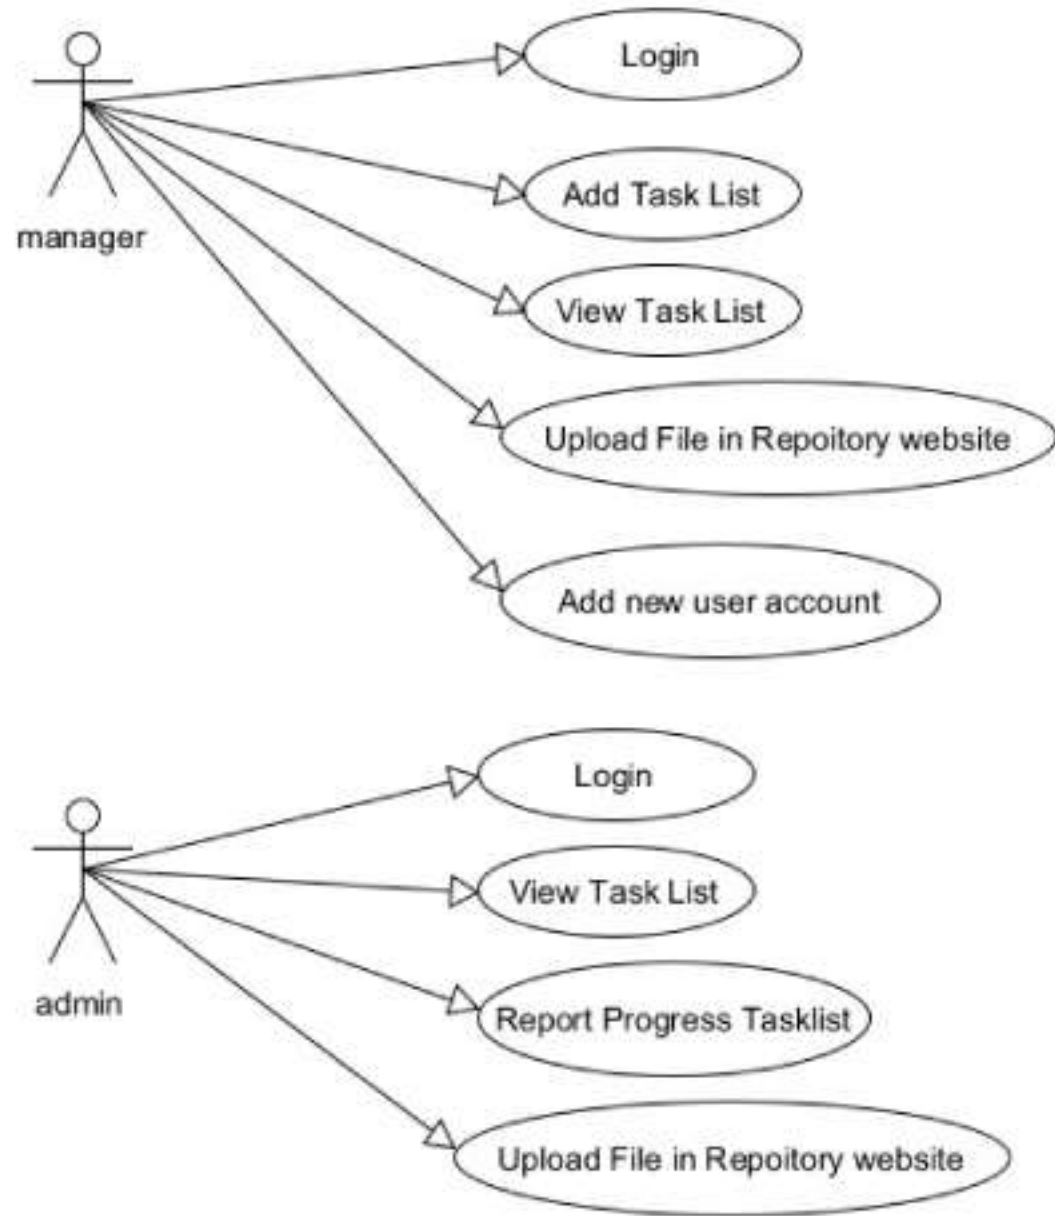 Login
Add Task List
manager
View Task List
Upload File in Repoitory website
Add new user account
Login
View Task List
admin
Report Progress Tasklist
Upload File in Repoitory website